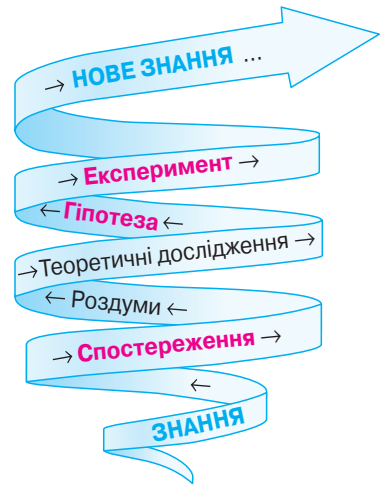 → НОВЕ ЗНАННЯ ...
→ Експеримент →
← Гіпотеза ←
→ Теоретичні дослідження →
← Роздуми ←
→ Спостереження →
←
ЗНАННЯ